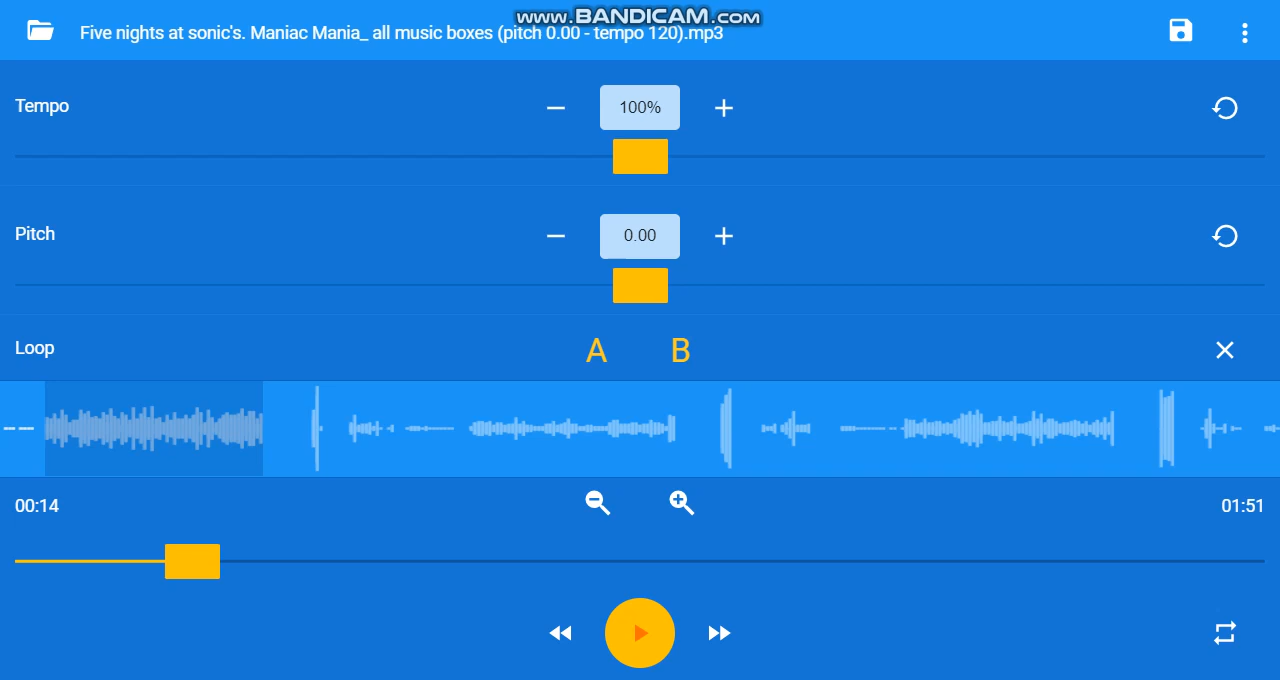 www.BANDICAM.com
Five nights at sonic's. Maniac Mania_ all music boxes (pitch 0.00 - tempo 120).mp3
Tempo
100%
Pitch
0.00
Loop
A B
00:14
01:51